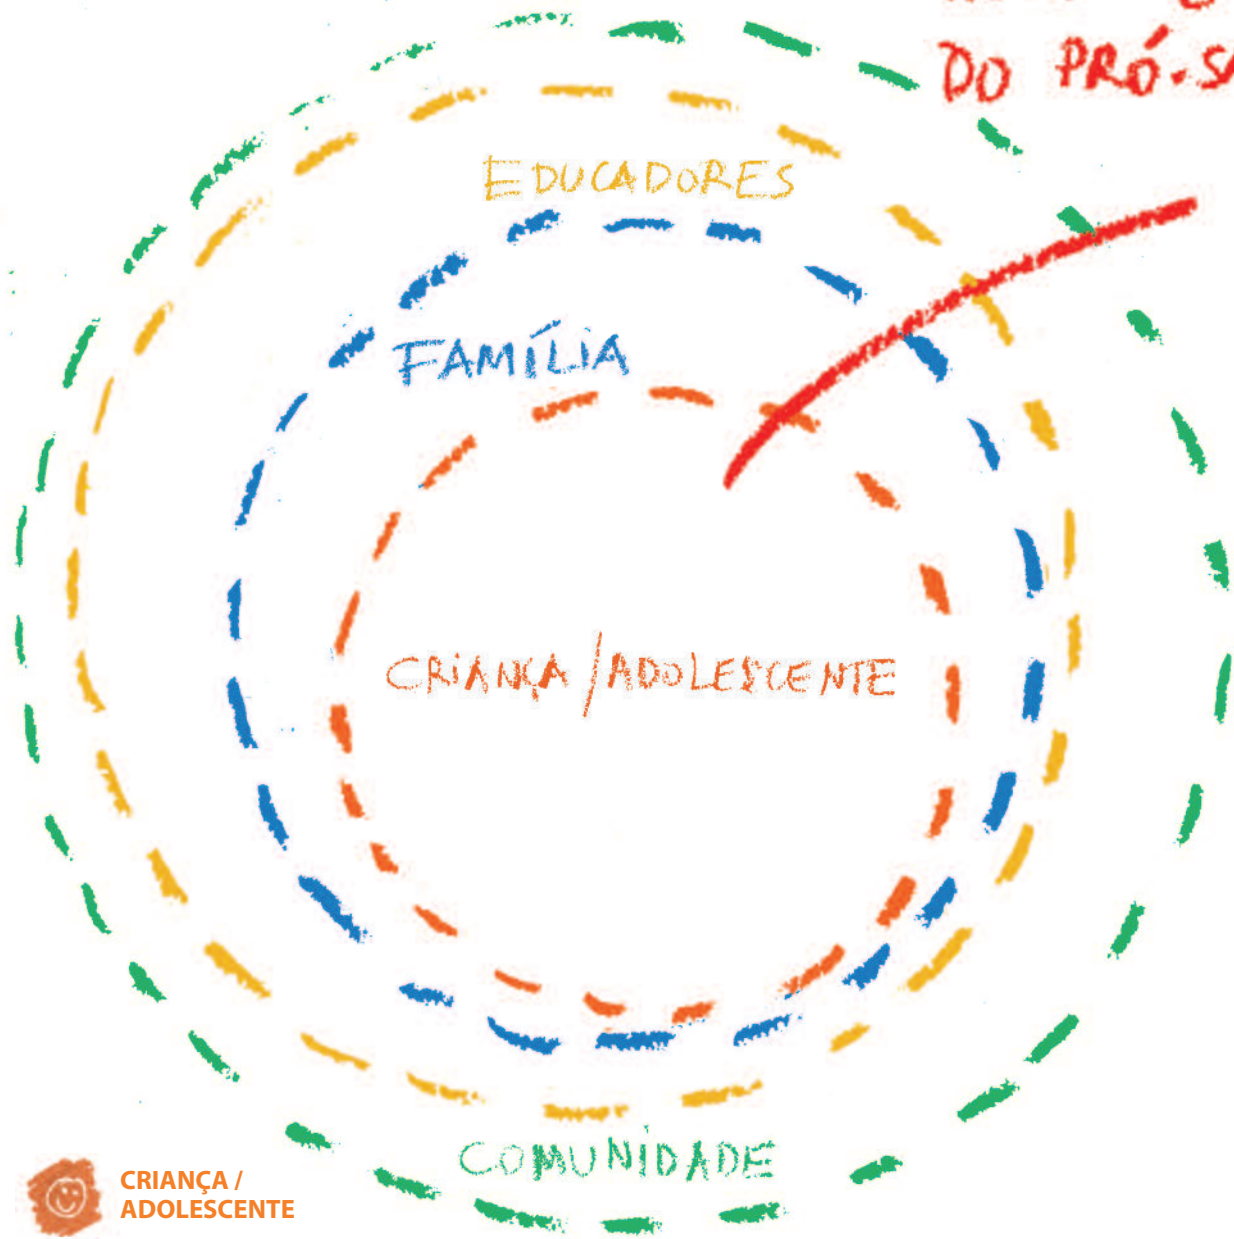 DO PRÓ-S
EDUCADORES
FAMÍLIA
CRIANÇA/ADOLESCENTE
COMUNIDADE
CRIANÇA /
ADOLESCENTE